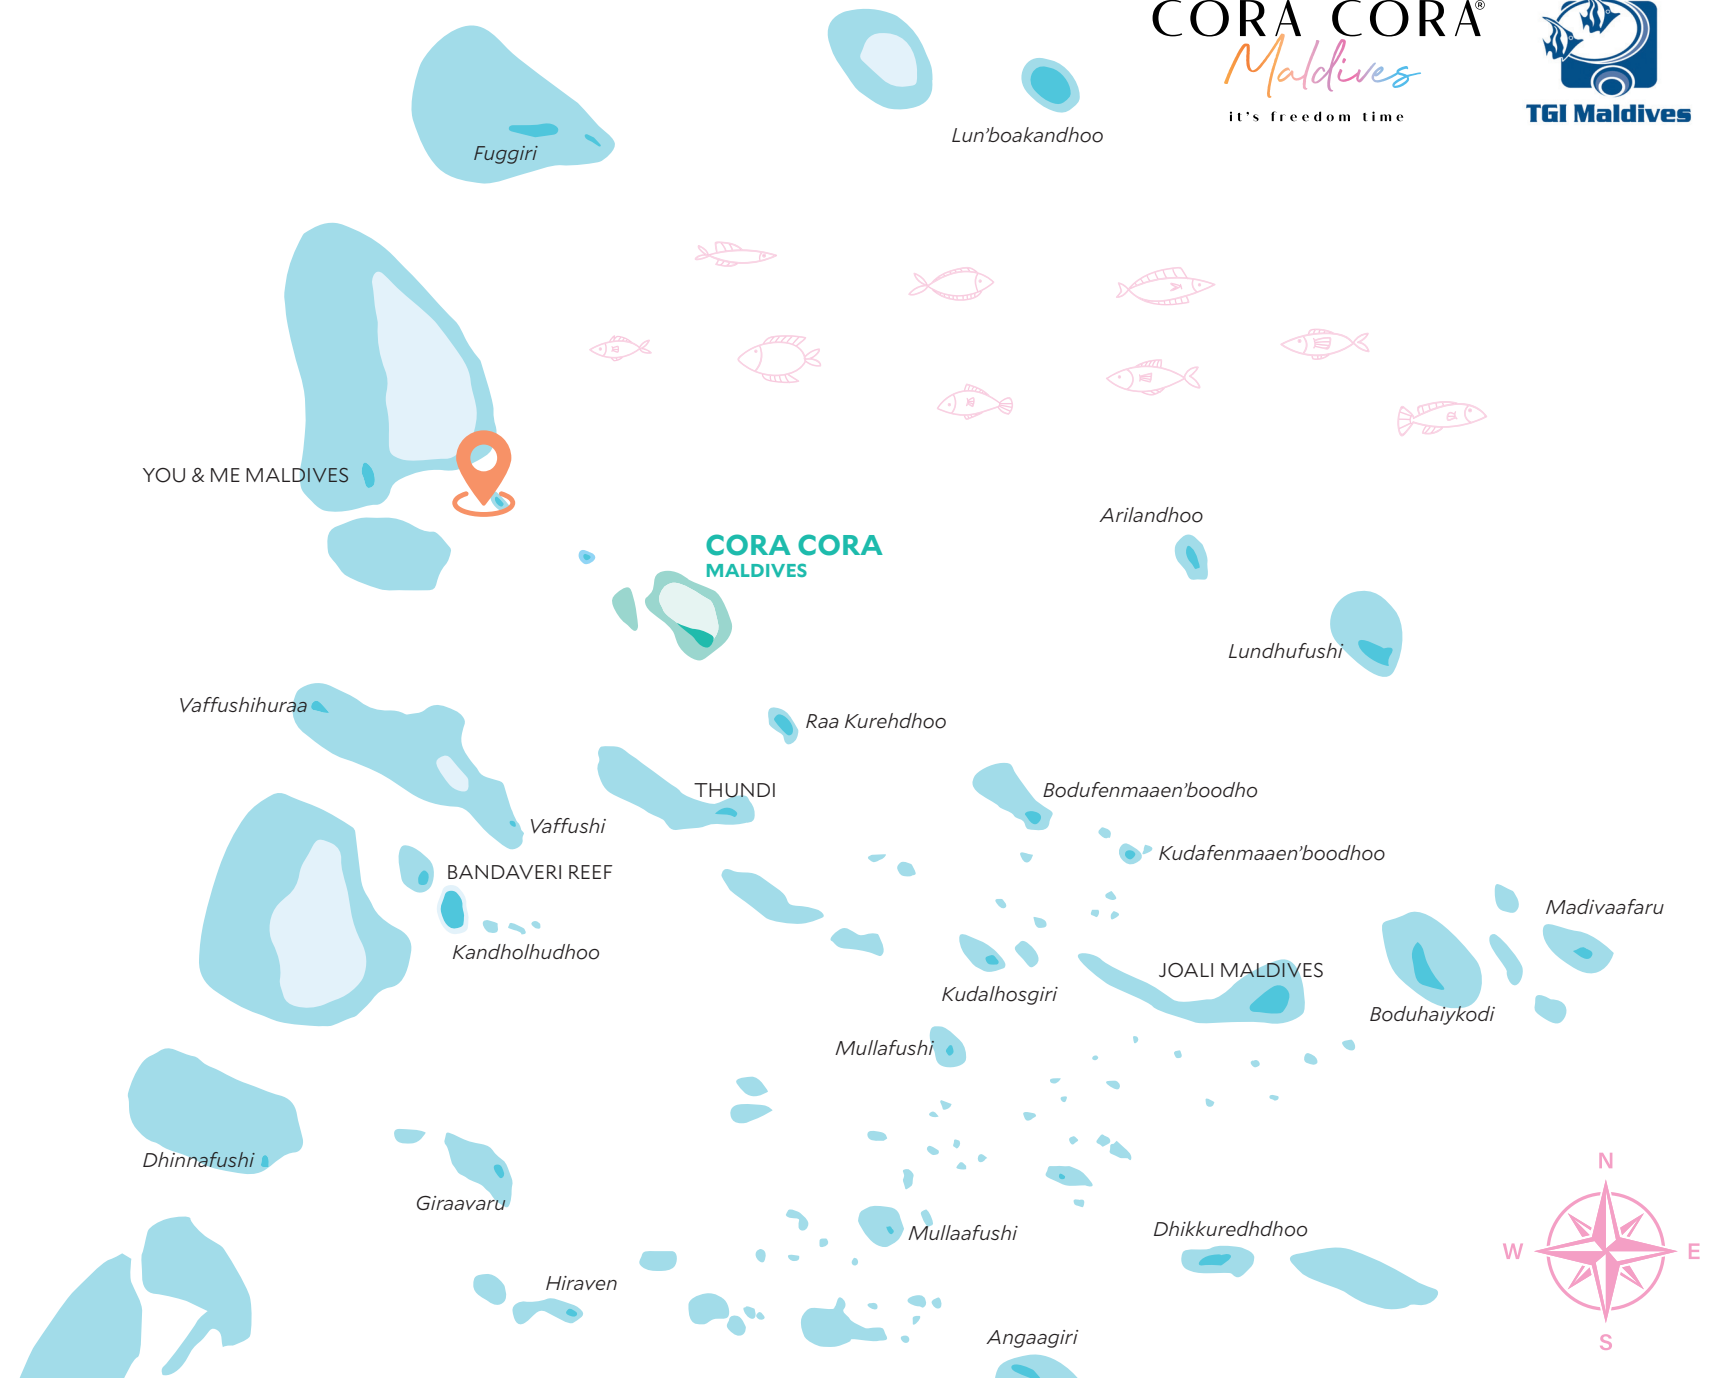 CORA CORA®
Maldives
it's freedom time
TGI Maldives
Lun'boakandhoo
Fuggiri
YOU & ME MALDIVES
Arilandhoo
CORA CORA
MALDIVES
Lundhufushi
Vaffushihuraa
Raa Kurehdhoo
THUNDI
Bodufenmaaen'boodho
Vaffushi
Kudafenmaaen'boodhoo
BANDAVERI REEF
Madivaafaru
Kandholhudhoo
JOALI MALDIVES
Kudalhosgiri
Boduhaiykodi
Mullafushi
Dhinnafushi
N
Giraavaru
Mullaafushi
Dhikkuredhdhoo
W
E
Hiraven
Angaagiri
S